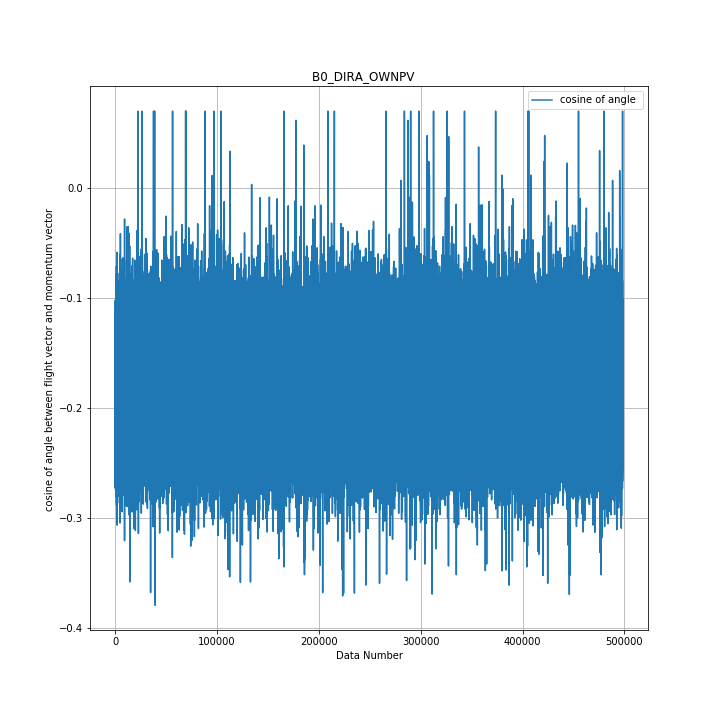 B0_DIRA_OWNPV
cosine of angle
cosine of angle between flight vector and momentum vector
0.0
−0.1
−0.2
−0.3
−0.4
0 100000 200000 300000 400000 500000
Data Number